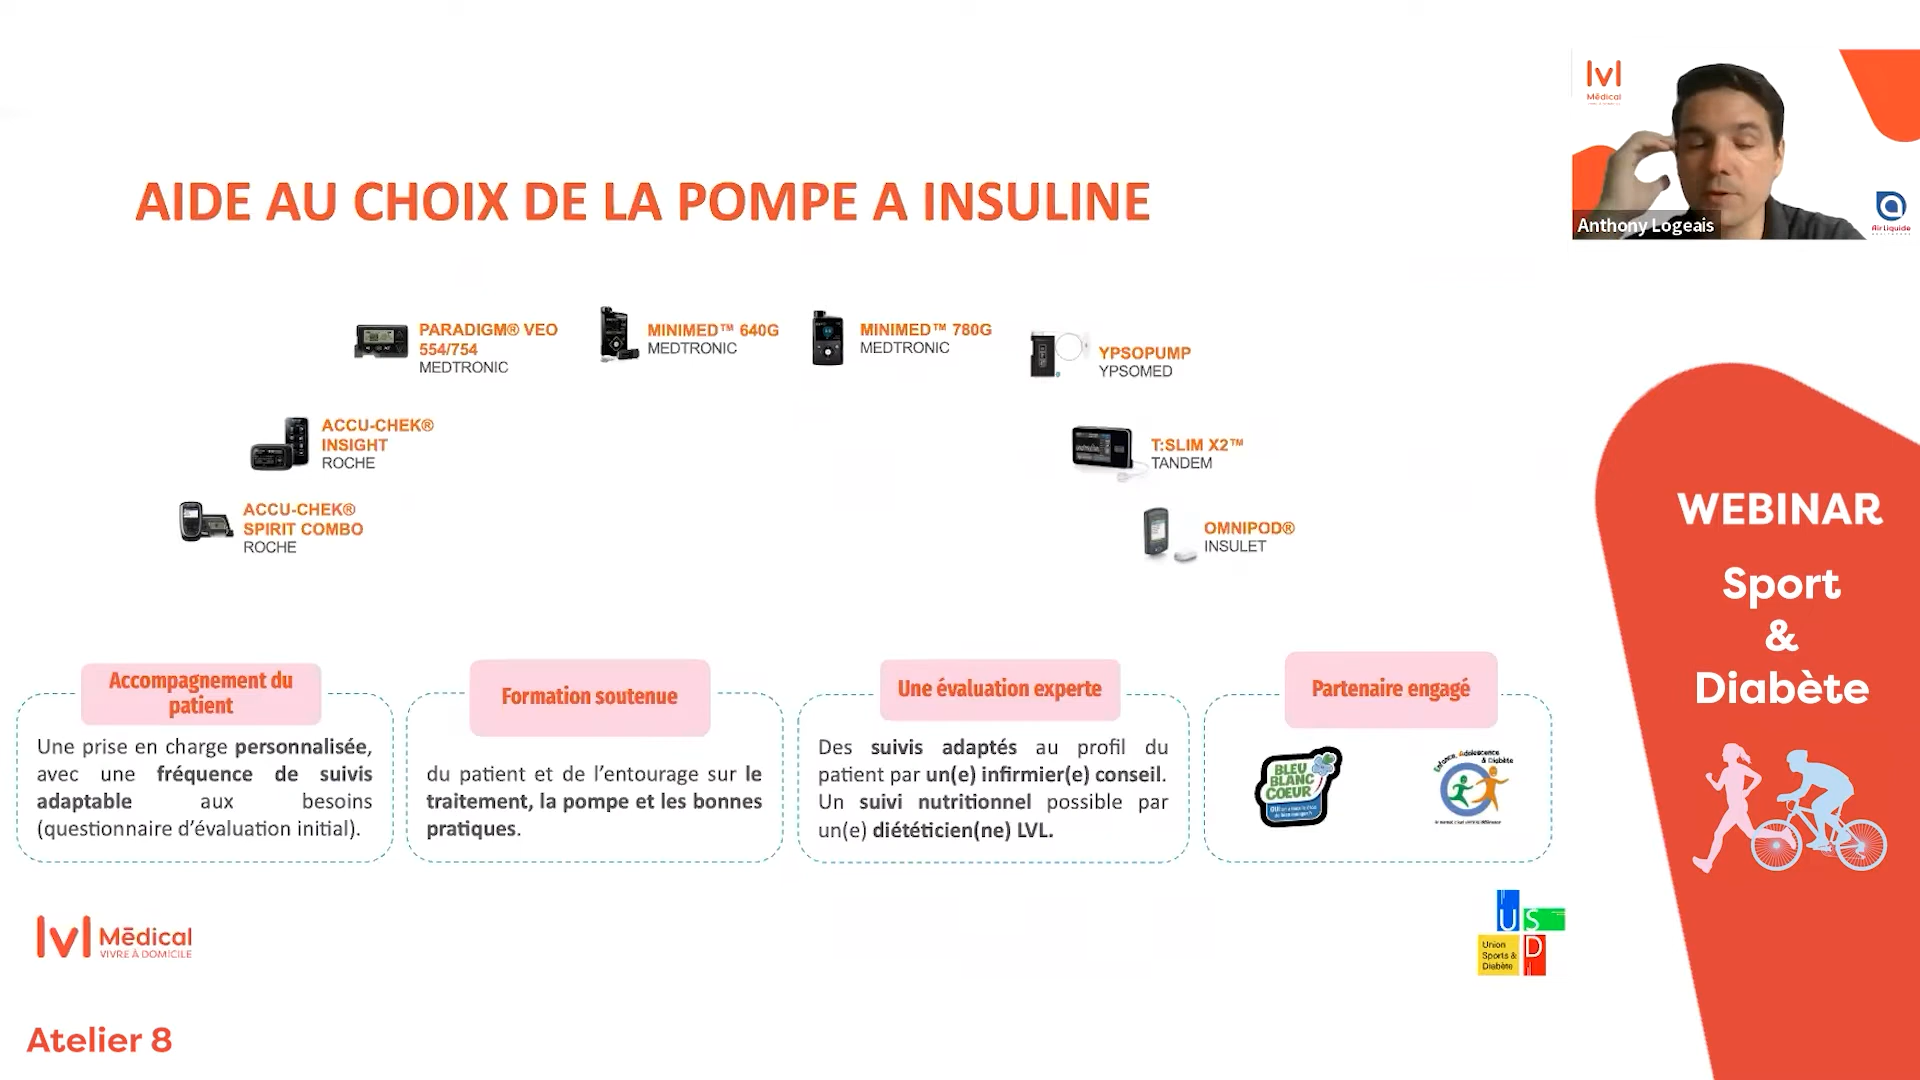 lvl
Médical
Air Liquide
Anthony Logeais
AIDE AU CHOIX DE LA POMPE A INSULINE
PARADIGM® VEO
554/754
MEDTRONIC
MINIMED™ 640G
MEDTRONIC
MINIMED™ 780G
MEDTRONIC
YPSOPUMP
YPSOMED
ACCU-CHEK®
INSIGHT
ROCHE
T:SLIM X2™
TANDEM
ACCU-CHEK®
SPIRIT COMBO
ROCHE
OMNIPOD®
INSULET
WEBINAR
Sport
&
Diabète
Accompagnement du
patient
Une prise en charge personnalisée,
avec une fréquence de suivis
adaptable aux besoins
(questionnaire d’évaluation initial).
Formation soutenue
du patient et de l’entourage sur le
traitement, la pompe et les bonnes
pratiques.
Une évaluation experte
Des suivis adaptés au profil du
patient par un(e) infirmier(e) conseil.
Un suivi nutritionnel possible par
un(e) diététicien(ne) LVL.
Partenaire engagé
BLEU
BLANC
COEUR
Enfance, Adolescence
& Diabète
lvl Médical
VIVRE À DOMICILE
U S
D
Union
Sports &
Diabète
Atelier 8